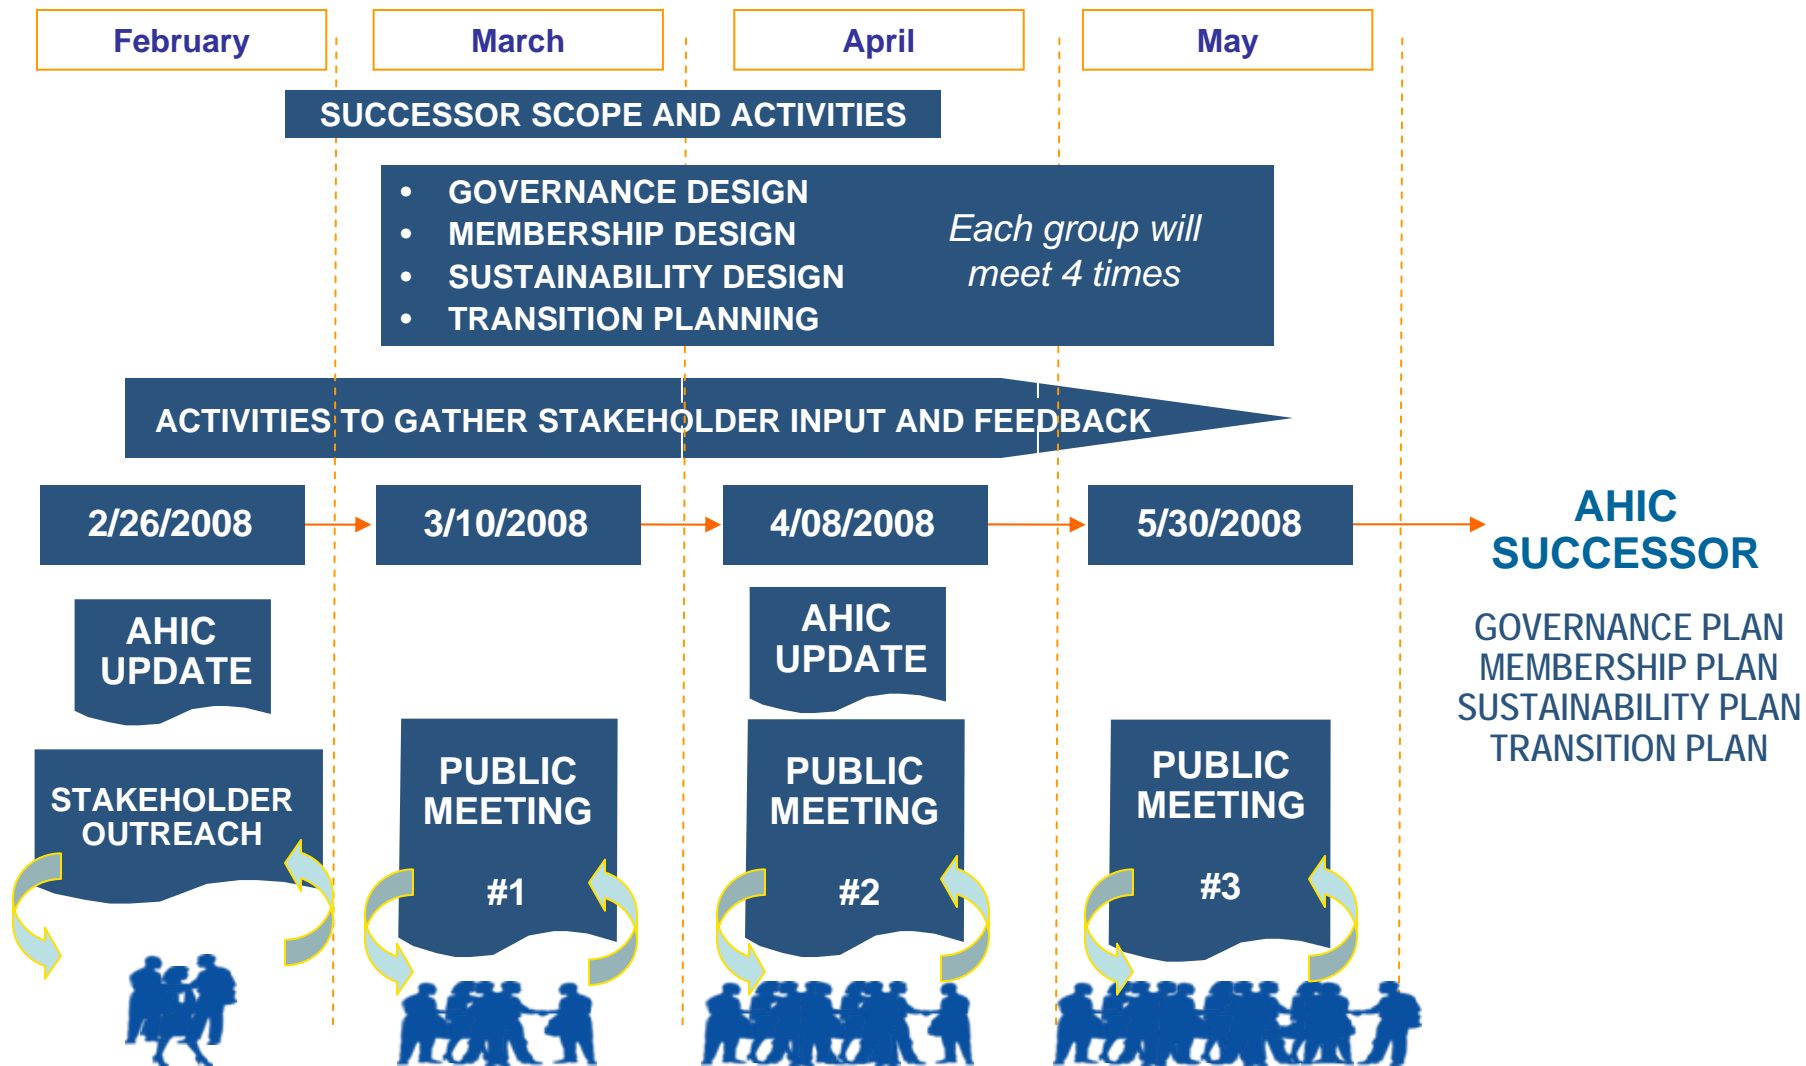 February
March
April
May
SUCCESSOR SCOPE AND ACTIVITIES
• GOVERNANCE DESIGN
• MEMBERSHIP DESIGN
• SUSTAINABILITY DESIGN
• TRANSITION PLANNING
Each group will
meet 4 times
ACTIVITIES TO GATHER STAKEHOLDER INPUT AND FEEDBACK
2/26/2008
3/10/2008
4/08/2008
5/30/2008
AHIC
SUCCESSOR
GOVERNANCE PLAN
MEMBERSHIP PLAN
SUSTAINABILITY PLAN
TRANSITION PLAN
AHIC
UPDATE
STAKEHOLDER
OUTREACH
PUBLIC
MEETING
#1
AHIC
UPDATE
PUBLIC
MEETING
#2
PUBLIC
MEETING
#3